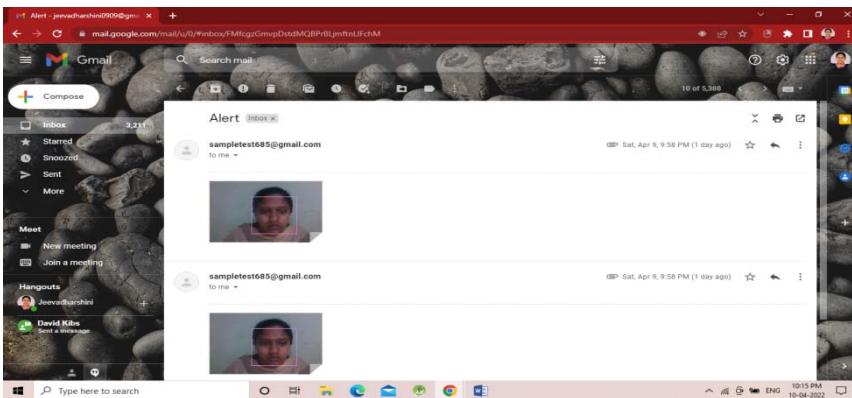 Alert - jeevadharshini0909@gma
mail.google.com/mail/u/0/#inbox/FMfcgzGmvpDstdMQBPrBLjmftnLlFchM
Gmail
Search mail
Compose
10 of 5,388
Inbox 3,211
Starred
Snoozed
Sent
More
Meet
New meeting
Join a meeting
Hangouts
Jeevadharshini
David Kibs
Sent a message
Alert Inbox ×
sampletest685@gmail.com Sat, Apr 9, 9:58 PM (1 day ago)
to me
sampletest685@gmail.com Sat, Apr 9, 9:58 PM (1 day ago)
to me
Type here to search
ENG
10:15 PM
10-04-2022